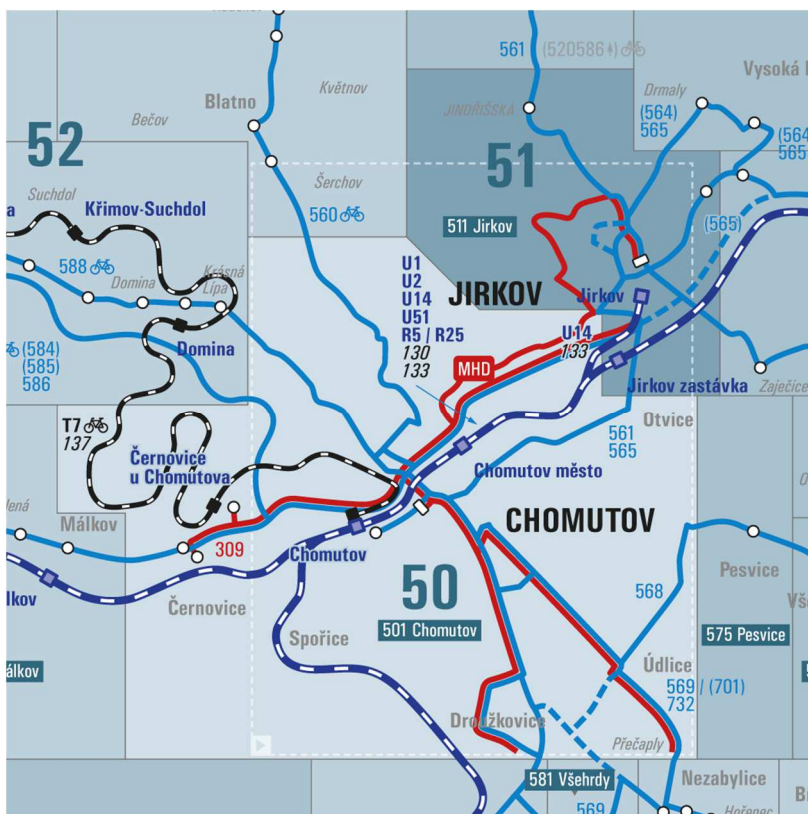 561
(520586
Vysoká
Květnov
Blatno
Drmaly
JINDŘIŠSKÁ
(564)
565
Bečov
52
51
(564
565
Suchdol
Křimov-Suchdol
Šerchov
560
511 Jirkov
(565)
588
Domina
Krásná
Lípa
U1
U2
U14
U51
R5 / R25
130
133
JIRKOV
Jirkov
U14
133
Domina
(584)
(585)
586
MHD
Jirkov zastávka
Zaječice
T7
137
Otvice
561
565
Černovice
u Chomutova
Chomutov město
Málkov
309
CHOMUTOV
Chomutov
50
Pesvice
568
Černovice
501 Chomutov
Spořice
575 Pesvice
Údlice
569 / (701)
732
Droužkovice
Přečaply
581 Všehrdy
Nezabylice
569
Hořenec